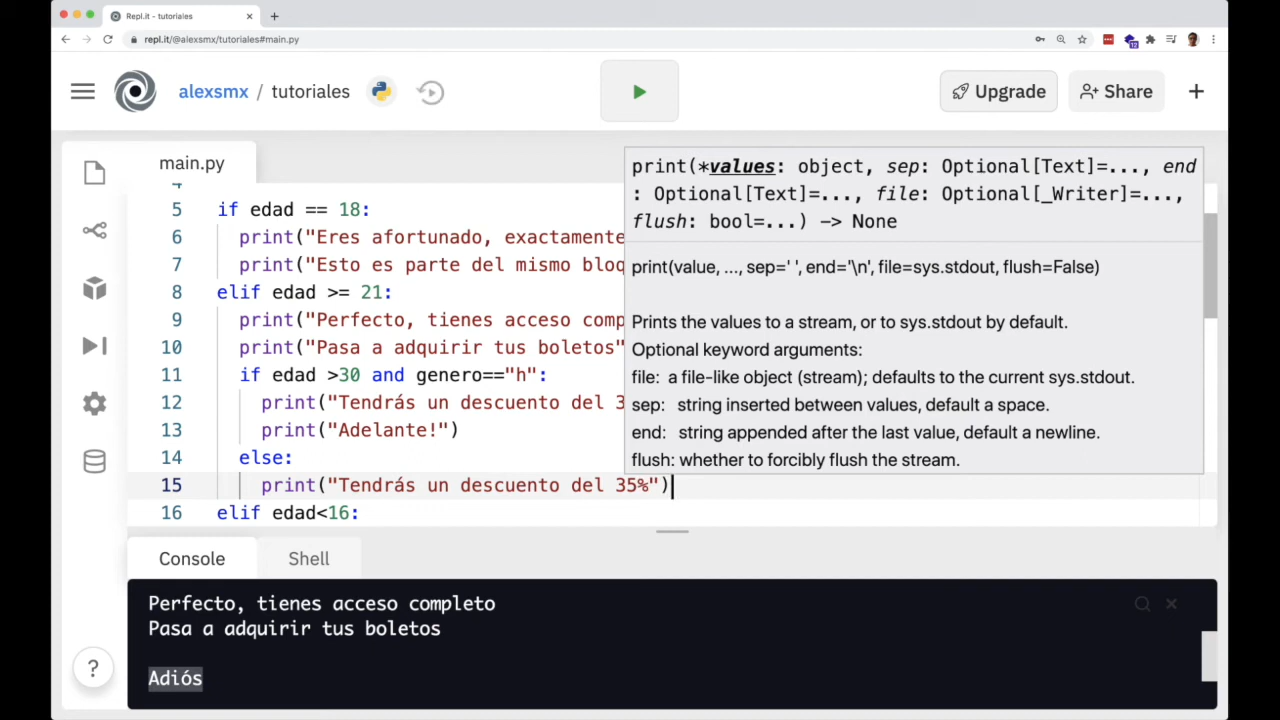 Repl.it - tutoriales
repl.it/@alexsmx/tutoriales#main.py
12
alexsmx / tutoriales
Upgrade
Share
main.py
print(*values: object, sep: Optional[Text]=..., end
: Optional[Text]=..., file: Optional[_Writer]=...,
flush: bool=...) -> None
print(value, ..., sep=' ', end='\n', file=sys.stdout, flush=False)
Prints the values to a stream, or to sys.stdout by default.
Optional keyword arguments:
file: a file-like object (stream); defaults to the current sys.stdout.
sep: string inserted between values, default a space.
end: string appended after the last value, default a newline.
flush: whether to forcibly flush the stream.
4
5 if edad == 18:
6 print("Eres afortunado, exactamente
7 print("Esto es parte del mismo bloq
8 elif edad >= 21:
9 print("Perfecto, tienes acceso comp
10 print("Pasa a adquirir tus boletos"
11 if edad >30 and genero=="h":
12 print("Tendrás un descuento del 3
13 print("Adelante!")
14 else:
15 print("Tendrás un descuento del 35%")
16 elif edad<16:
Console
Shell
Perfecto, tienes acceso completo
Pasa a adquirir tus boletos
Adiós
?